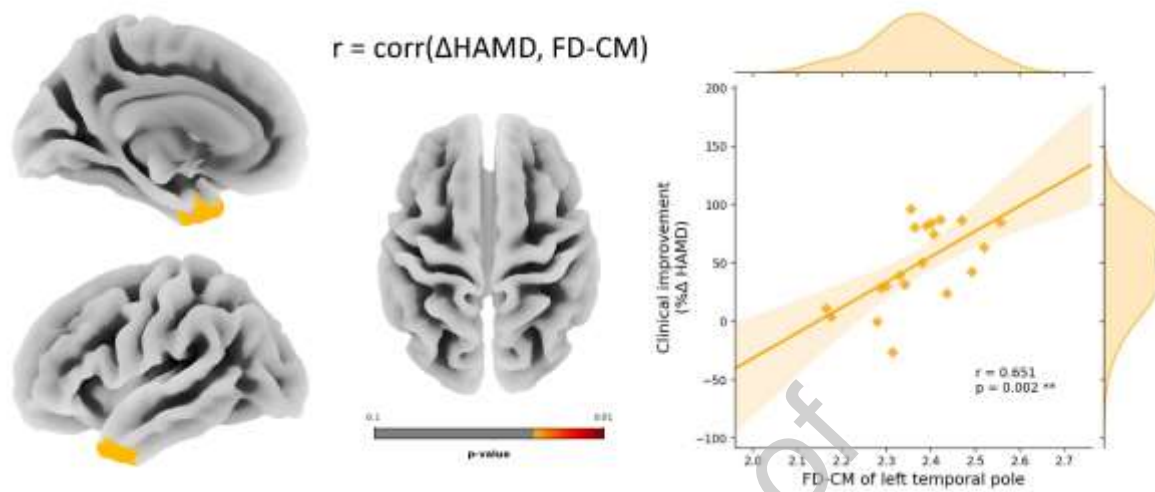 r = corr(ΔHAMD, FD-CM)
0.1
0.01
p-value
Clinical improvement
(%Δ HAMD)
200
150
100
50
0
−50
−100
r = 0.651
p = 0.002 **
2.0 2.1 2.2 2.3 2.4 2.5 2.6 2.7
FD-CM of left temporal pole
of